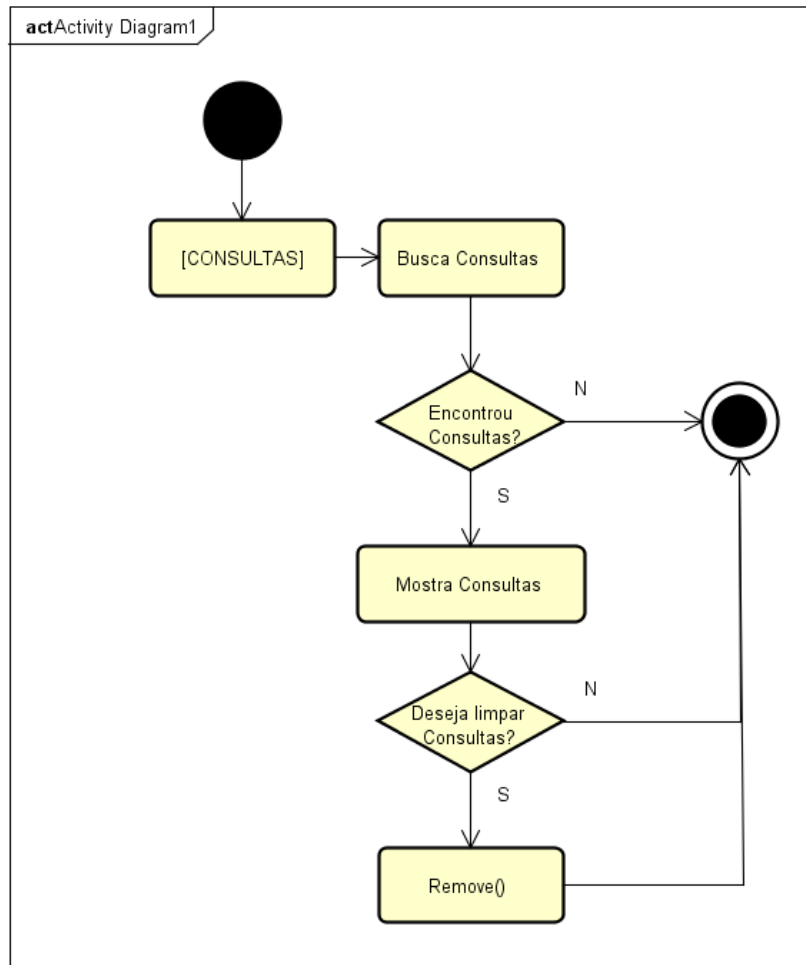 actActivity Diagram1
[CONSULTAS]
Busca Consultas
Encontrou
Consultas?
N
S
Mostra Consultas
Deseja limpar
Consultas?
N
S
Remove()